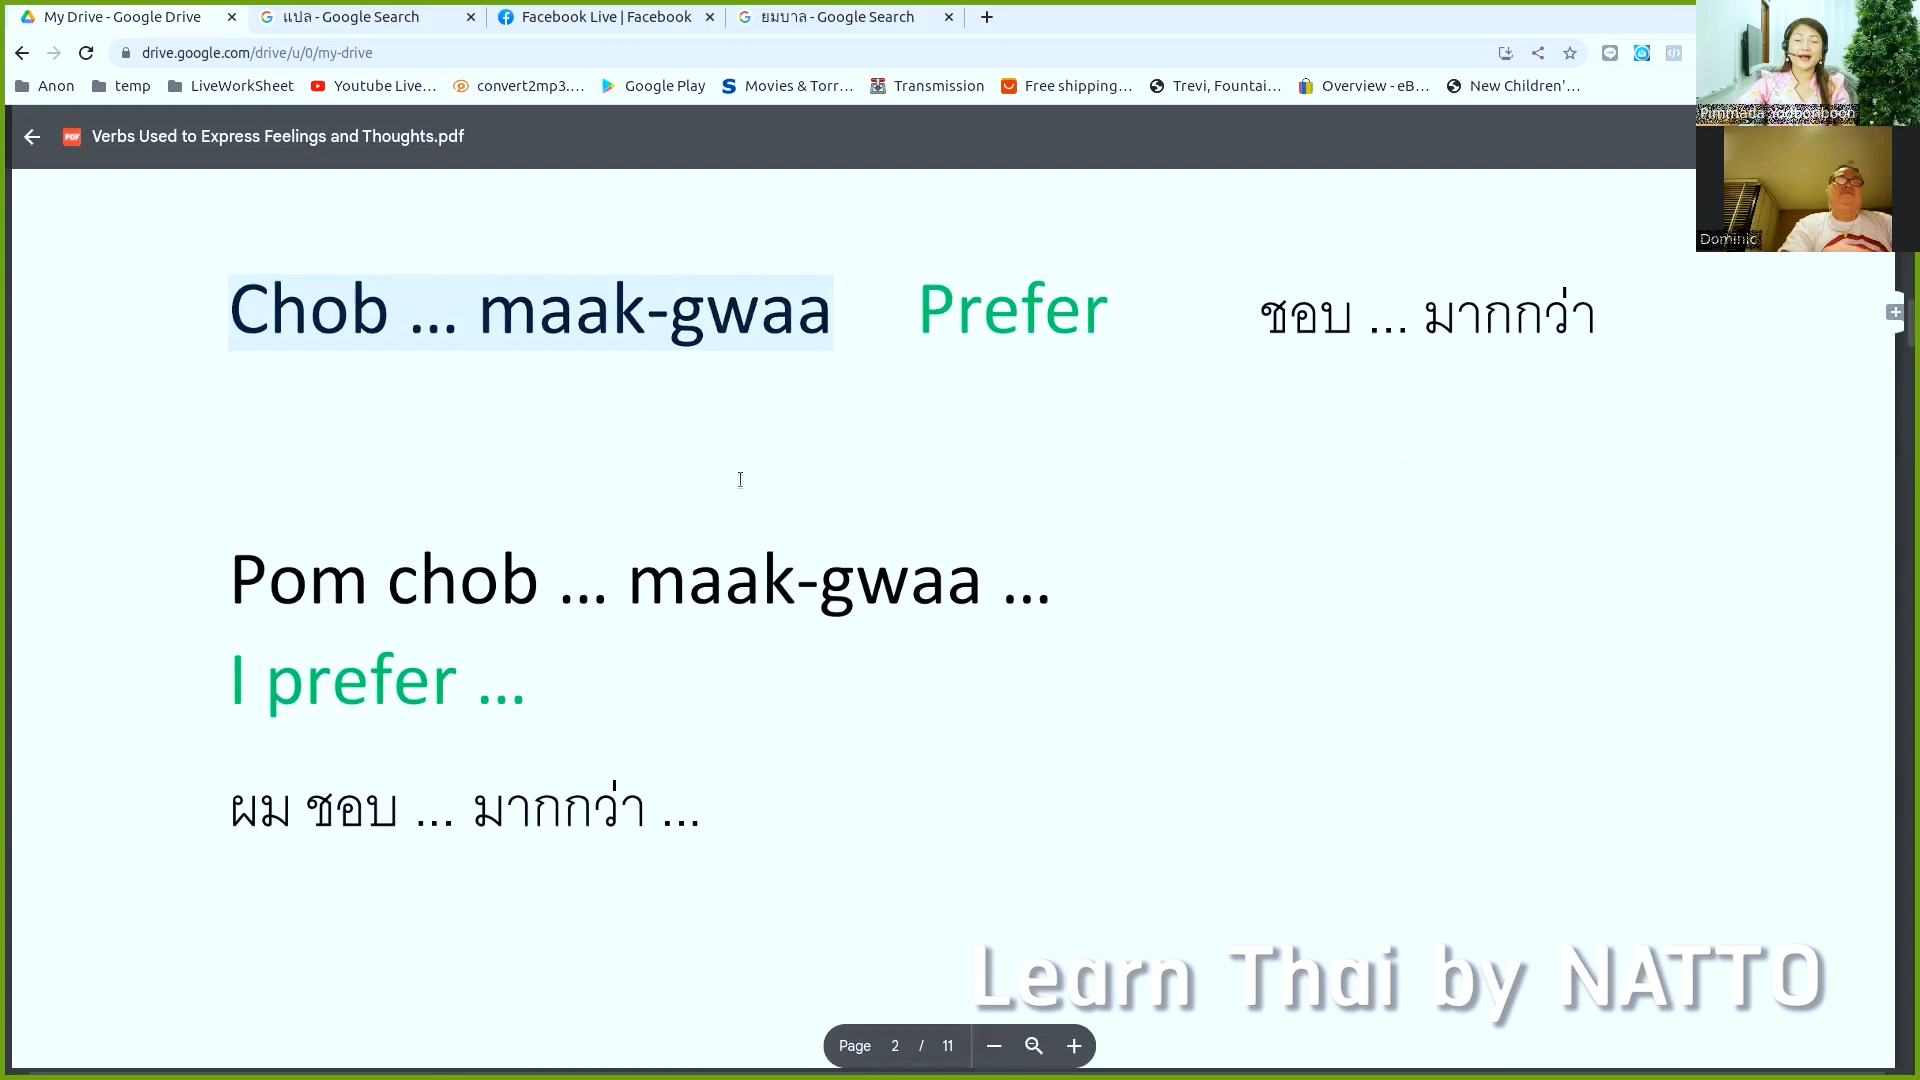 My Drive - Google Drive
แปล - Google Search
Facebook Live | Facebook
ยมบาล - Google Search
drive.google.com/drive/u/0/my-drive
Anon
temp
LiveWorkSheet
Youtube Live...
convert2mp3....
Google Play
Movies & Torr...
Transmission
Free shipping...
Trevi, Fountai...
Overview - eB...
New Children'...
PDF
Verbs Used to Express Feelings and Thoughts.pdf
Dominic
Chob ... maak-gwaa Prefer ชอบ ... มากกว่า
Pom chob ... maak-gwaa ...
I prefer ...
ผม ชอบ ... มากกว่า ...
Learn Thai by NATTO
Page 2 / 11